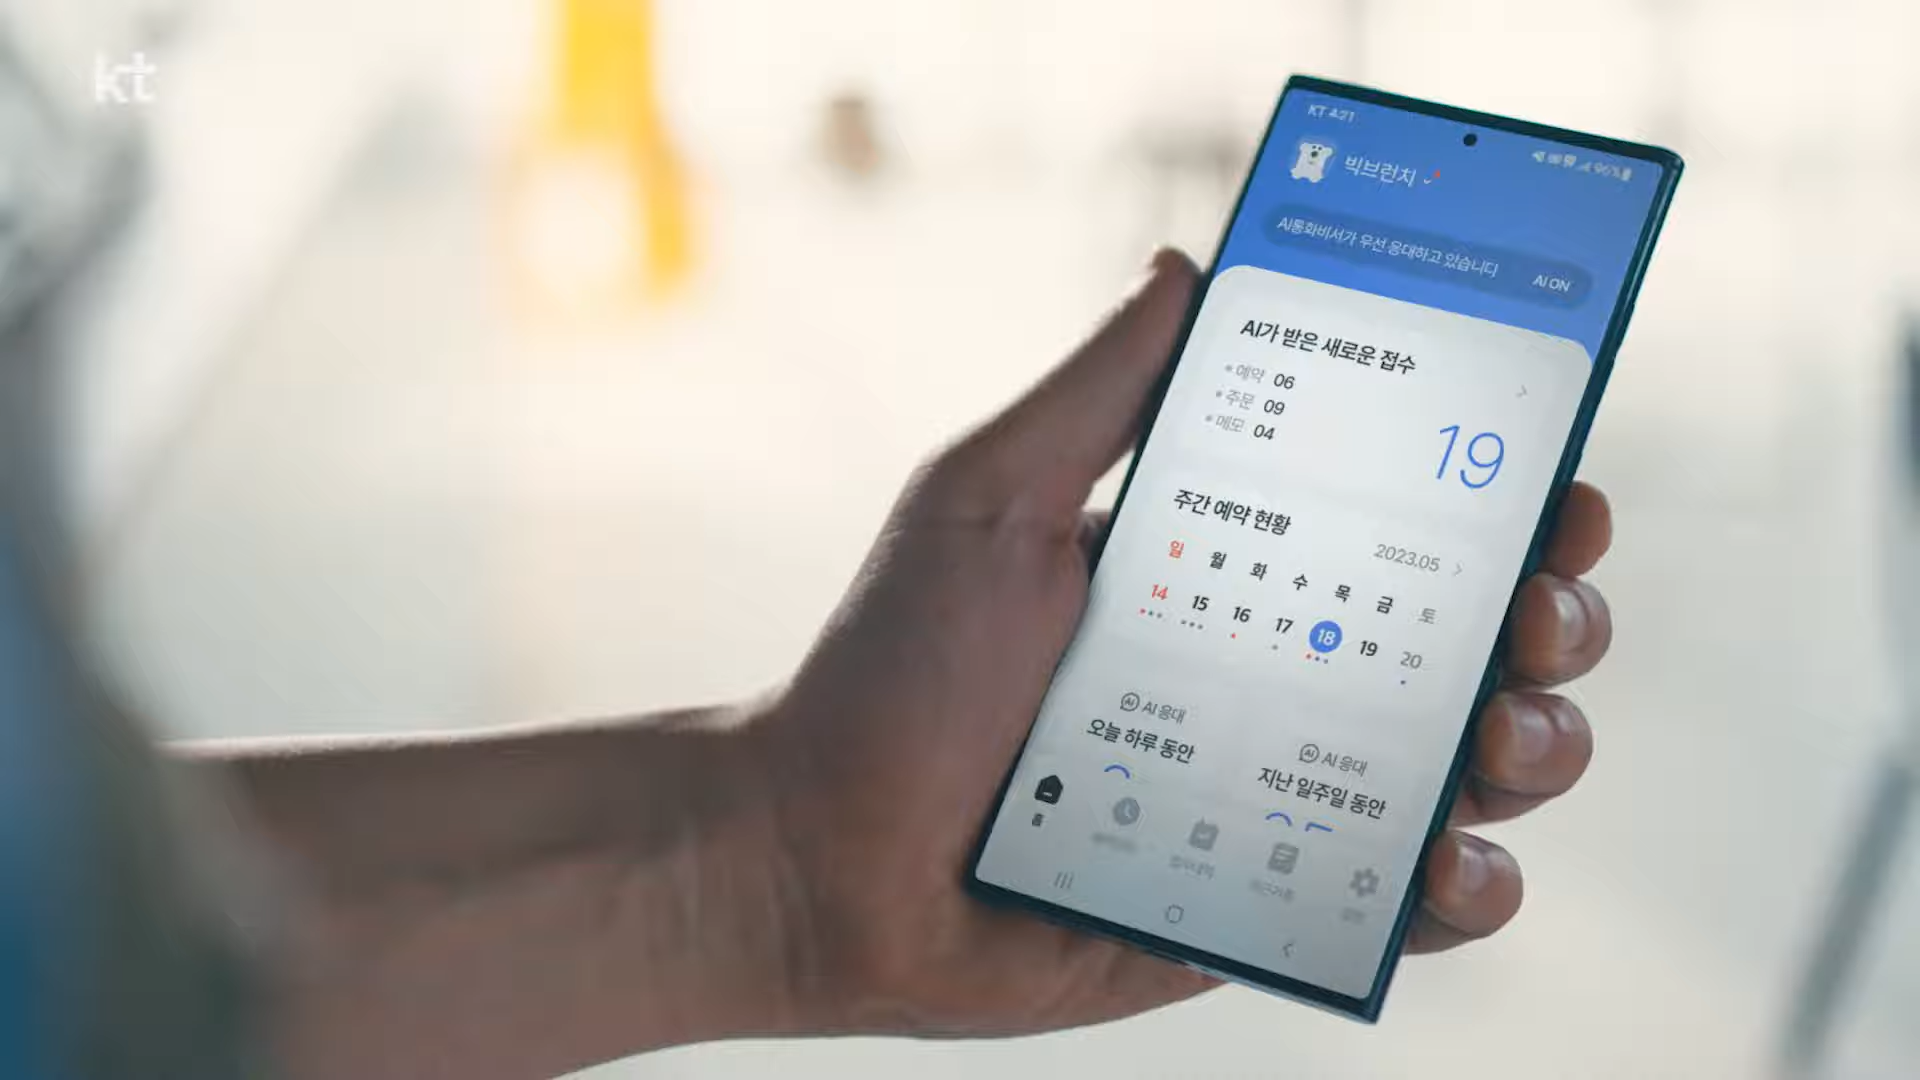 kt
KT 4:21
96%
빅브런치
AI통화비서가 우선 응대하고 있습니다 AI ON
AI가 받은 새로운 접수
예약 06
주문 09
메모 04
19
주간 예약 현황
2023.05
일 월 화 수 목 금 토
14 15 16 17 18 19 20
AI 응대
오늘 하루 동안
AI 응대
지난 일주일 동안
홈